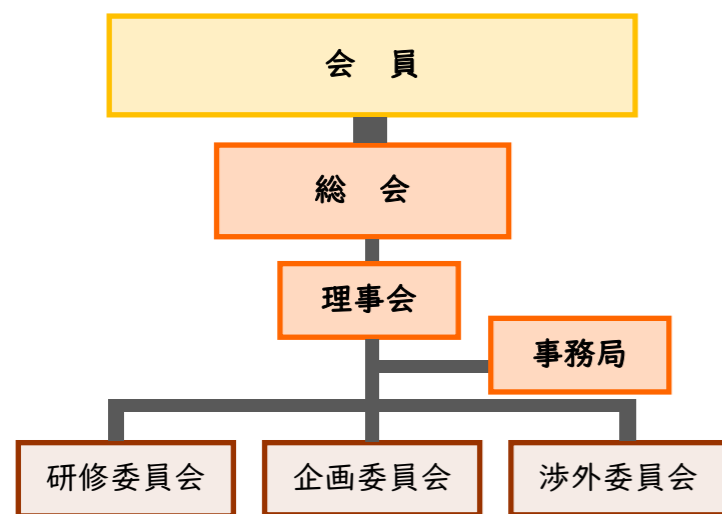 会　員
総　会
理事会
事務局
研修委員会
企画委員会
渉外委員会